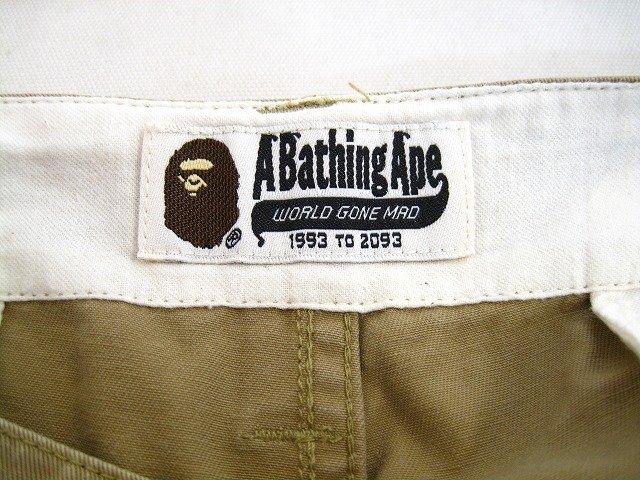 A Bathing Ape
WORLD GONE MAD
1993 TO 2093
®